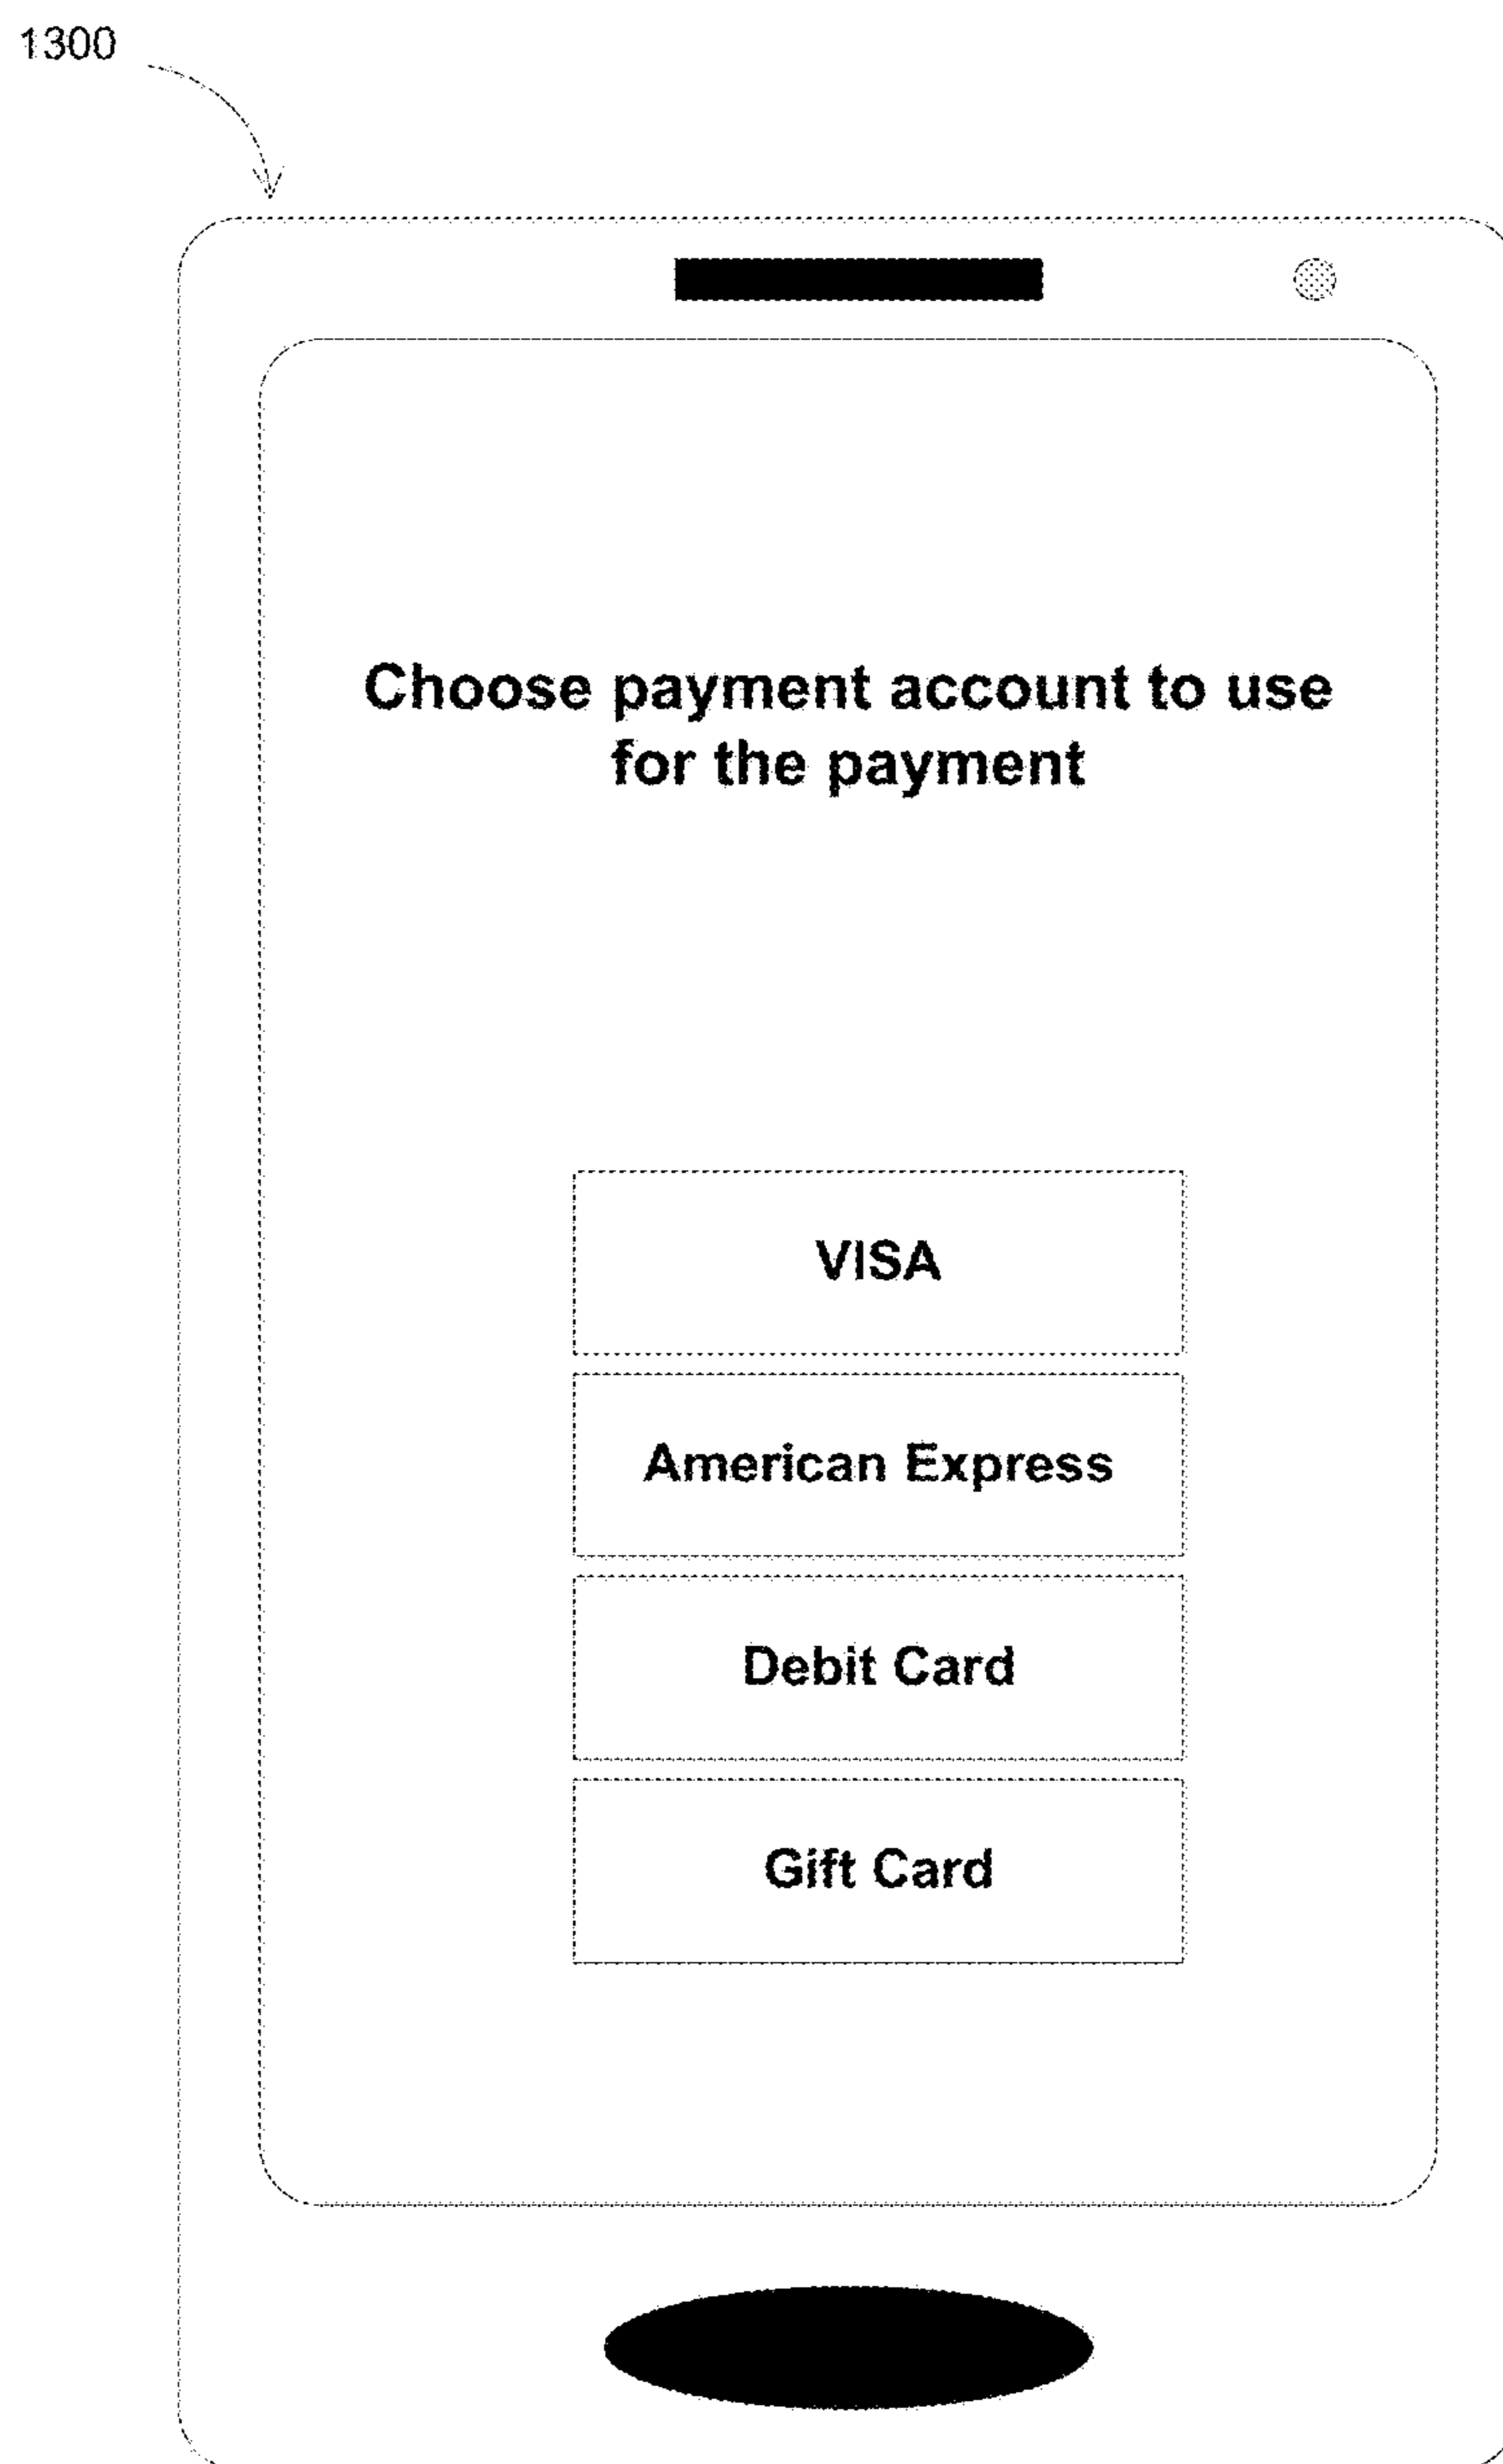 1300
Choose payment account to use
for the payment
VISA
American Express
Debit Card
Gift Card